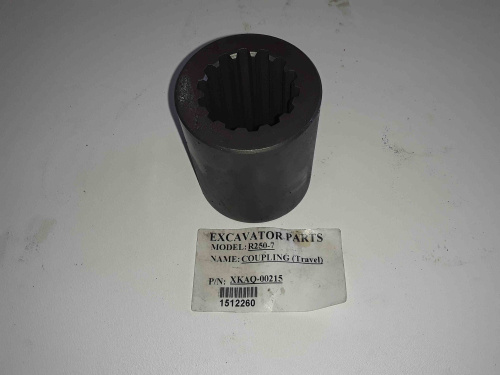 EXCAVATOR PARTS
MODEL: R250-7
NAME: COUPLING (Travel)
P/N: XKAQ-00215
1512260